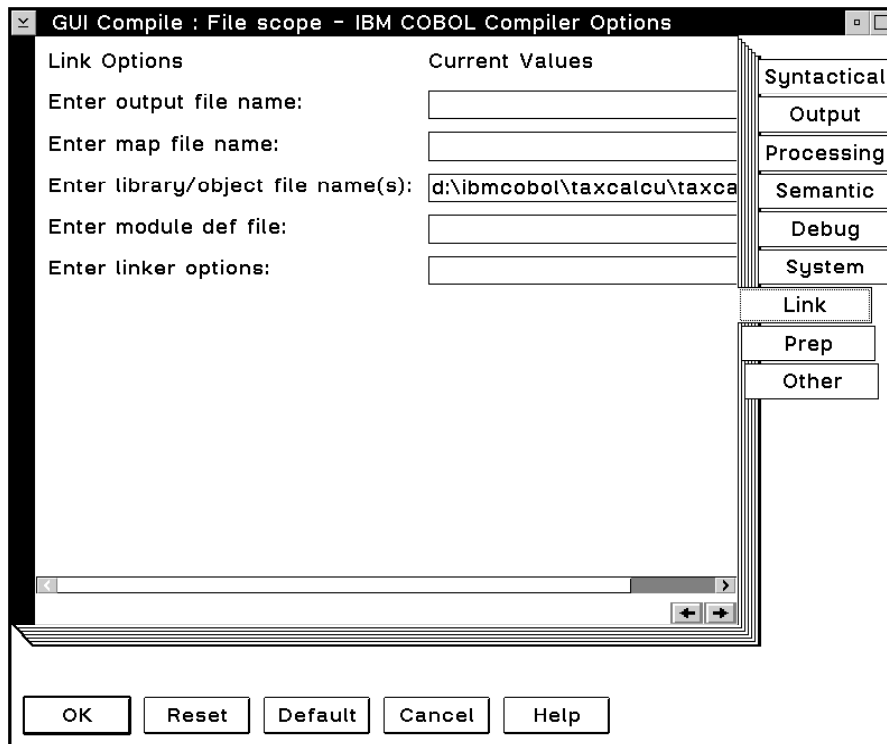 GUI Compile : File scope - IBM COBOL Compiler Options
Link Options Current Values
Enter output file name:
Enter map file name:
Enter library/object file name(s): d:\ibmcobol\taxcalcu\taxca
Enter module def file:
Enter linker options:
Syntactical
Output
Processing
Semantic
Debug
System
Link
Prep
Other
OK Reset Default Cancel Help